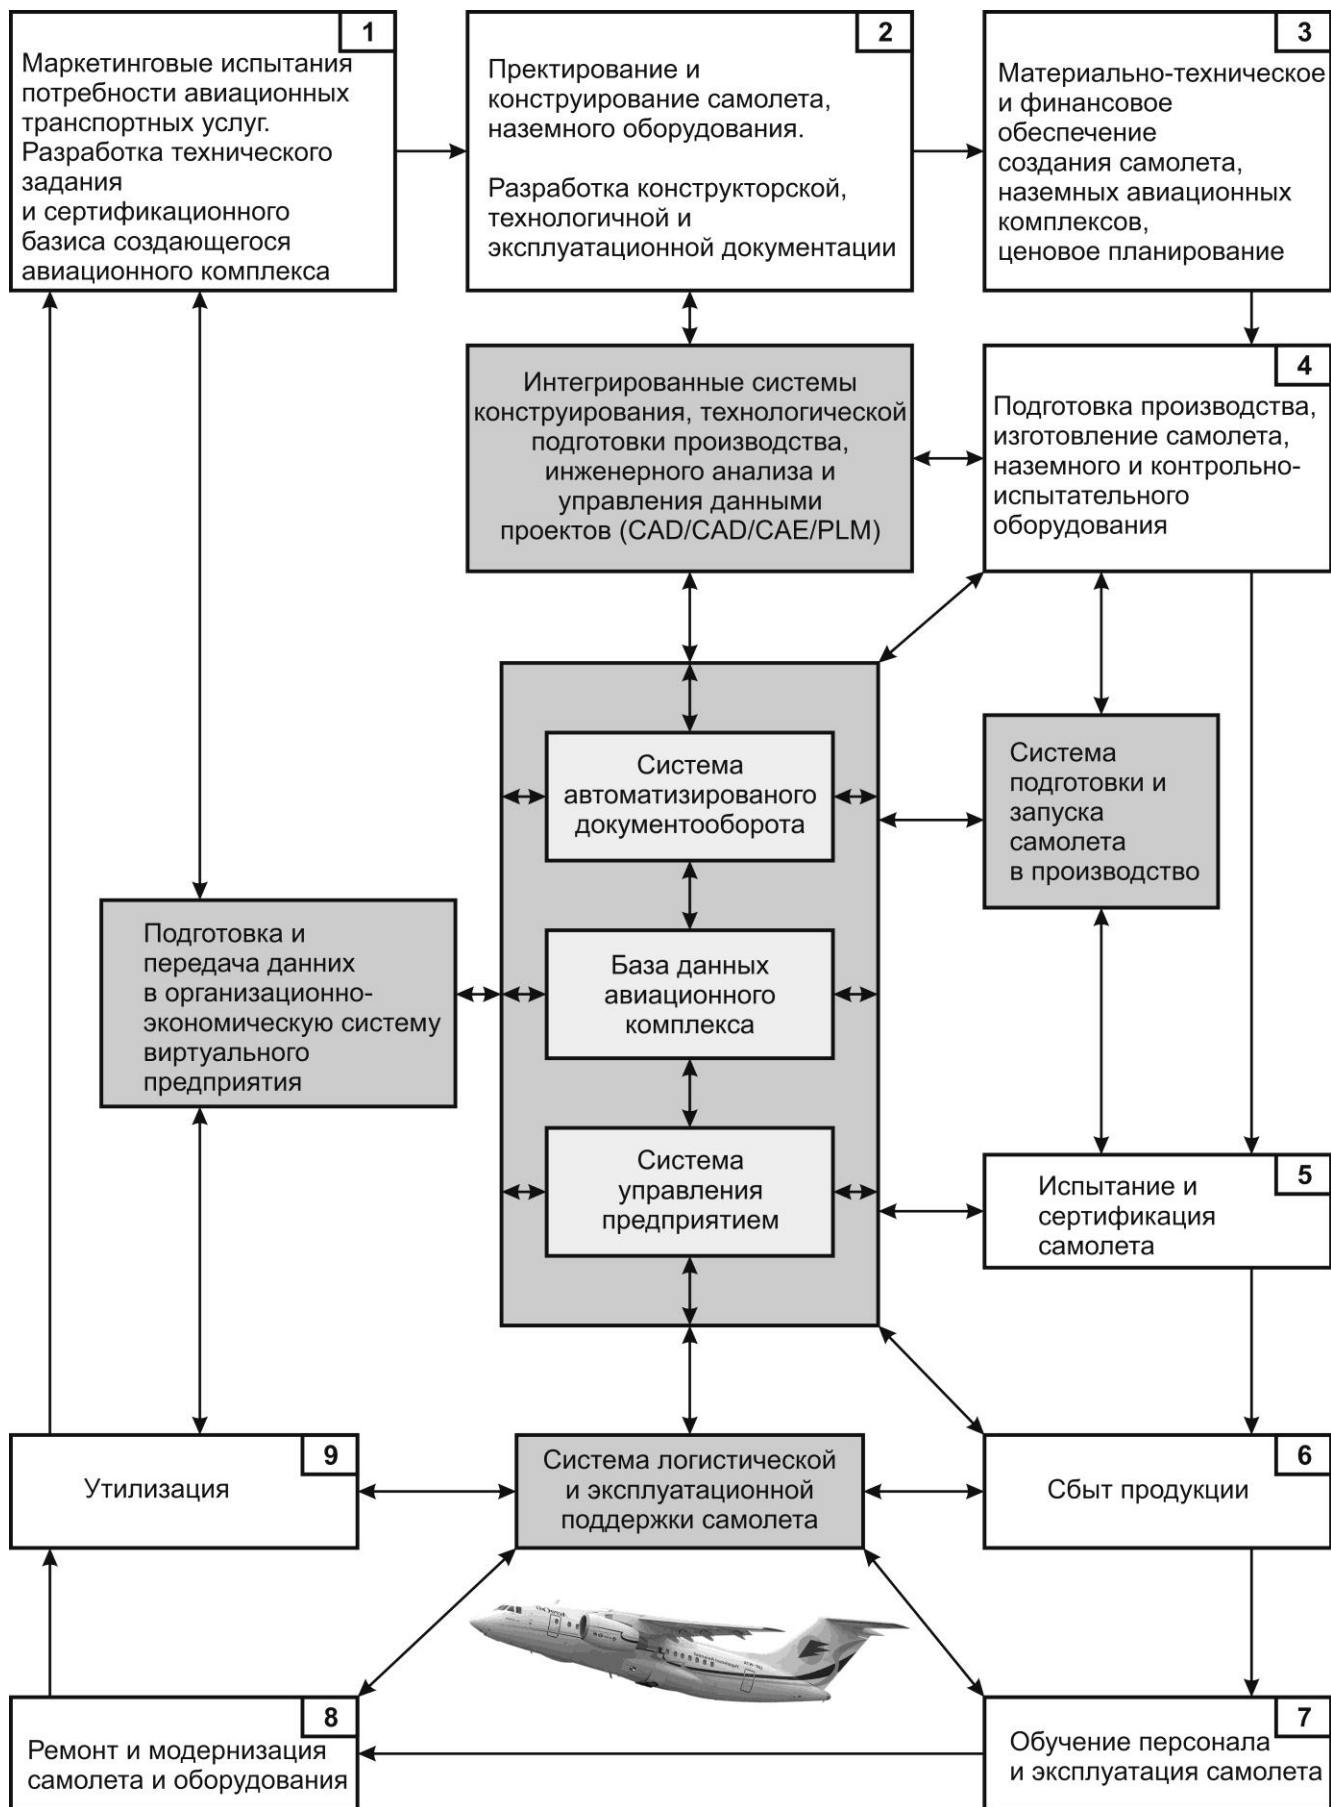 1
Маркетинговые испытания
потребности авиационных
транспортных услуг.
Разработка технического
задания
и сертификационного
базиса создающегося
авиационного комплекса
2
Пректирование и
конструирование самолета,
наземного оборудования.
Разработка конструкторской,
технологичной и
эксплуатационной документации
3
Материально-техническое
и финансовое
обеспечение
создания самолета,
наземных авиационных
комплексов,
ценовое планирование
Интегрированные системы
конструирования, технологической
подготовки производства,
инженерного анализа и
управления данными
проектов (CAD/CAD/CAE/PLM)
4
Подготовка производства,
изготовление самолета,
наземного и контрольно-
испытательного
оборудования
Система
автоматизированого
документооборота
Система
подготовки и
запуска
самолета
в производство
Подготовка и
передача данних
в организационно-
экономическую систему
виртуального
предприятия
База данных
авиационного
комплекса
Система
управления
предприятием
5
Испытание и
сертификация
самолета
9
Утилизация
Система логистической
и эксплуатационной
поддержки самолета
6
Сбыт продукции
8
Ремонт и модернизация
самолета и оборудования
7
Обучение персонала
и эксплуатация самолета